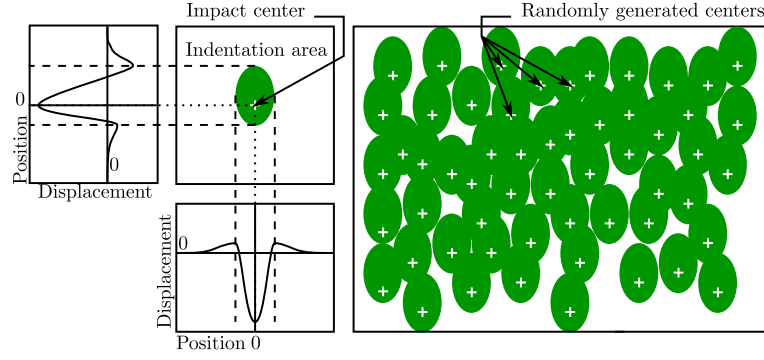 Impact center
Randomly generated centers
Indentation area
0
Position
0
Displacement
Displacement
0
Position 0